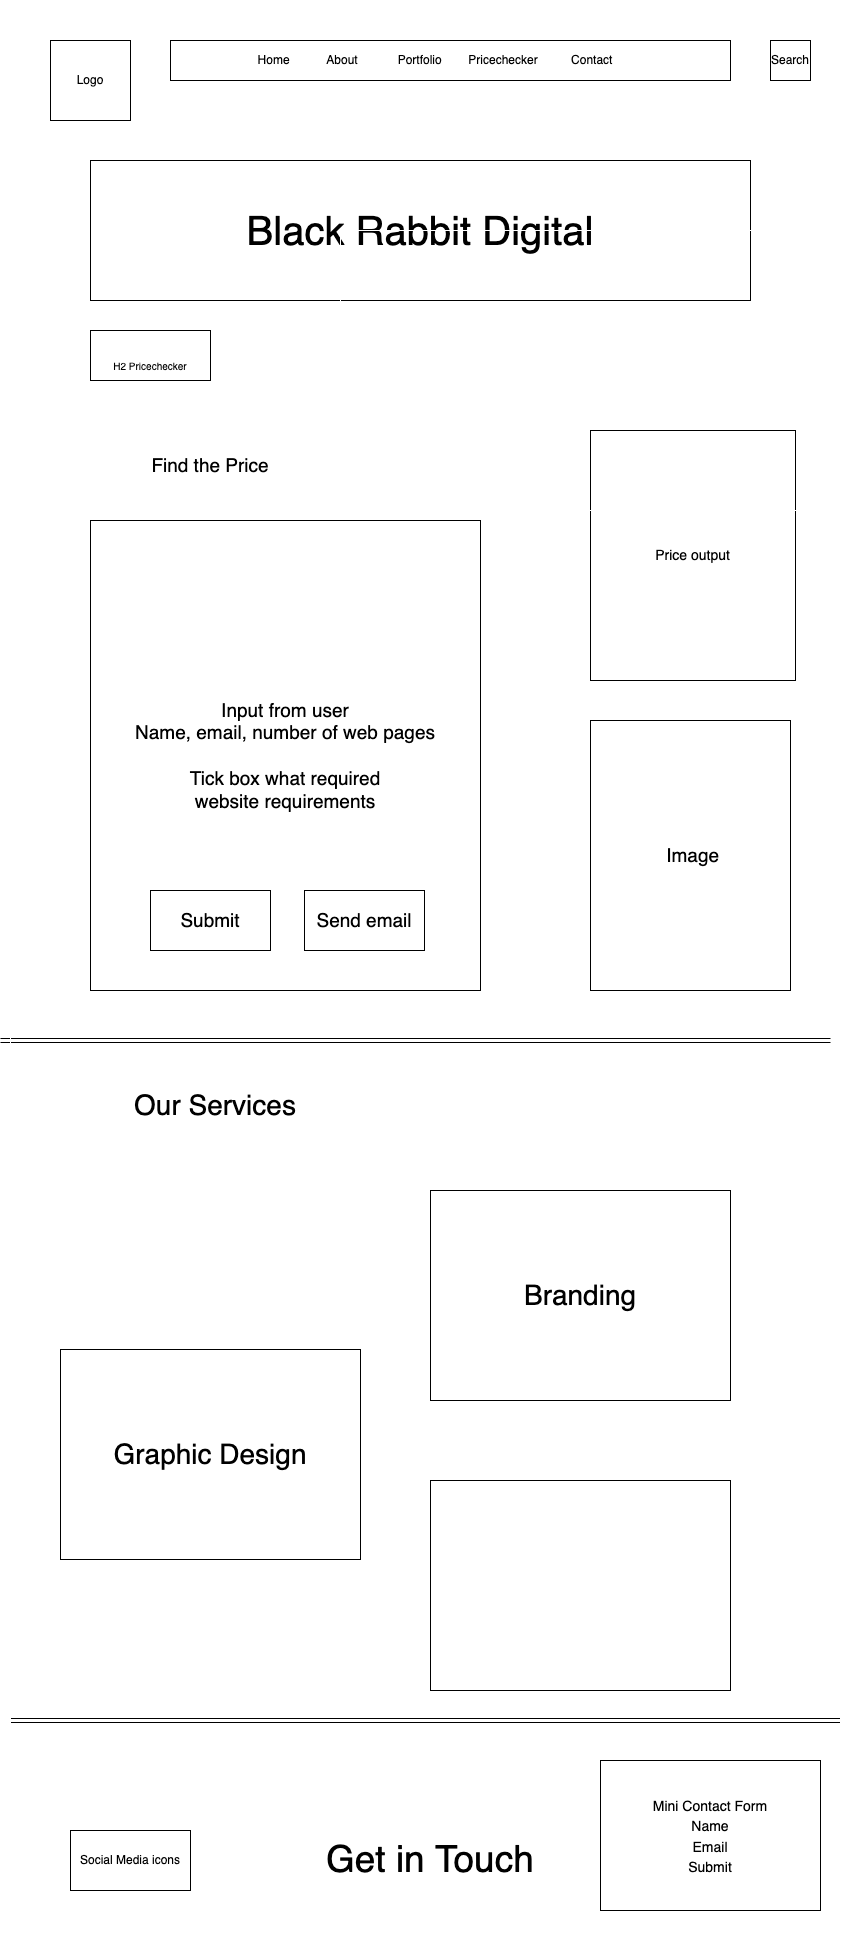 Logo
Home About Portfolio Pricechecker Contact
Search
Black Rabbit Digital
H2 Pricechecker
Find the Price
Price output
Input from user
Name, email, number of web pages
Tick box what required
website requirements
Image
Submit Send email
Our Services
Branding
Graphic Design
Mini Contact Form
Name
Email
Submit
Social Media icons
Get in Touch